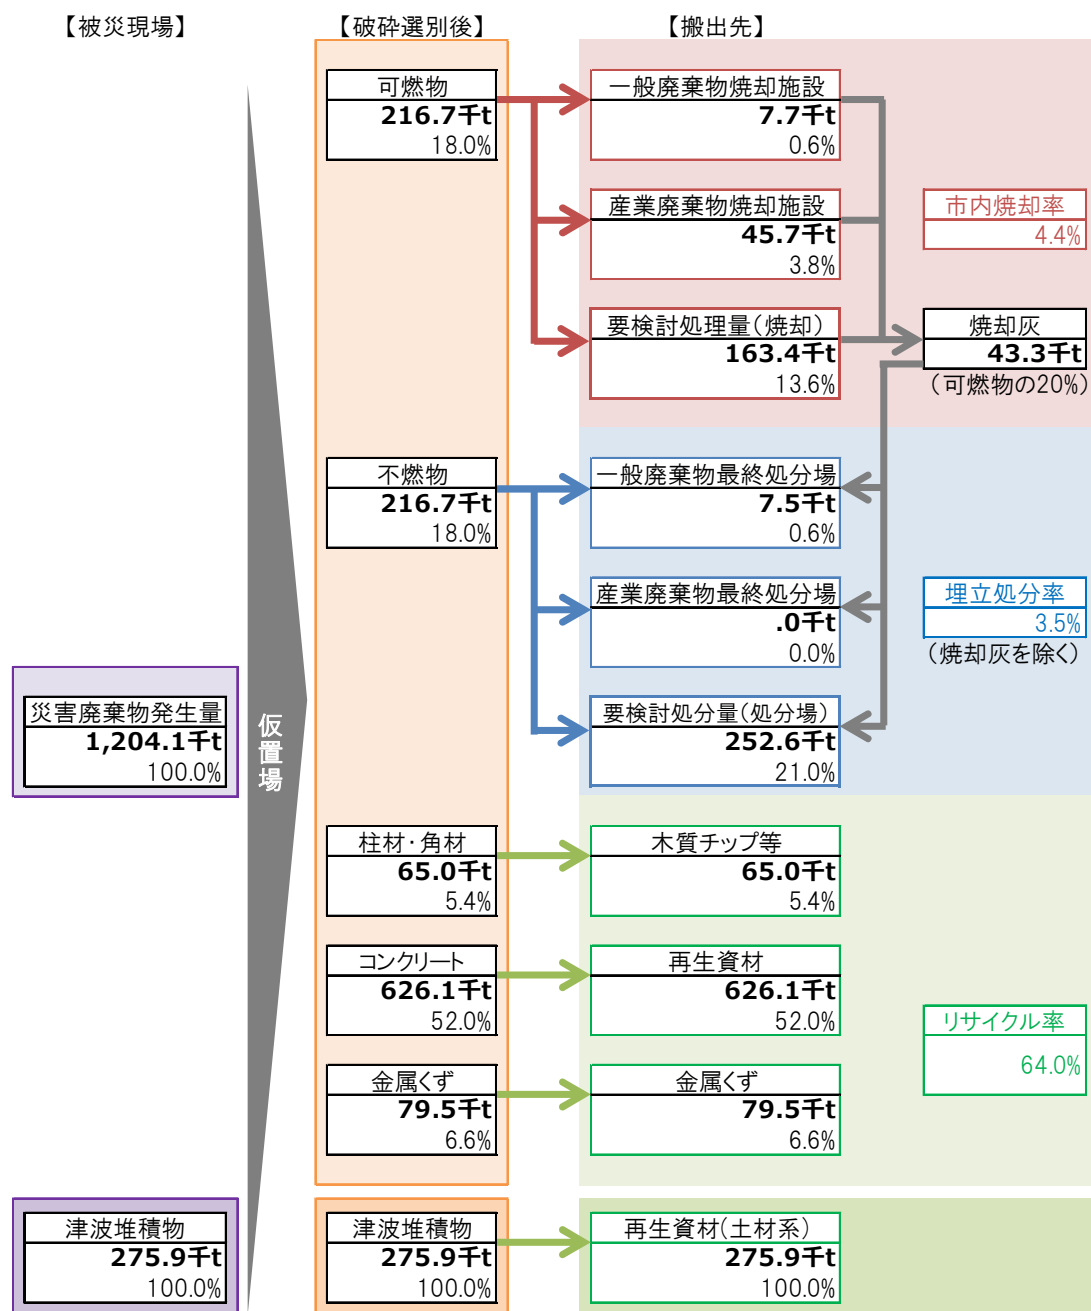 【被災現場】
【破砕選別後】
【搬出先】
可燃物
216.7千t
18.0%
一般廃棄物焼却施設
7.7千t
0.6%
産業廃棄物焼却施設
45.7千t
3.8%
市内焼却率
4.4%
要検討処理量(焼却)
163.4千t
13.6%
焼却灰
43.3千t
(可燃物の20%)
不燃物
216.7千t
18.0%
一般廃棄物最終処分場
7.5千t
0.6%
産業廃棄物最終処分場
.0千t
0.0%
埋立処分率
3.5%
(焼却灰を除く)
災害廃棄物発生量
1,204.1千t
100.0%
仮置場
要検討処分量(処分場)
252.6千t
21.0%
柱材・角材
65.0千t
5.4%
木質チップ等
65.0千t
5.4%
コンクリート
626.1千t
52.0%
再生資材
626.1千t
52.0%
リサイクル率
64.0%
金属くず
79.5千t
6.6%
金属くず
79.5千t
6.6%
津波堆積物
275.9千t
100.0%
津波堆積物
275.9千t
100.0%
再生資材(土材系)
275.9千t
100.0%